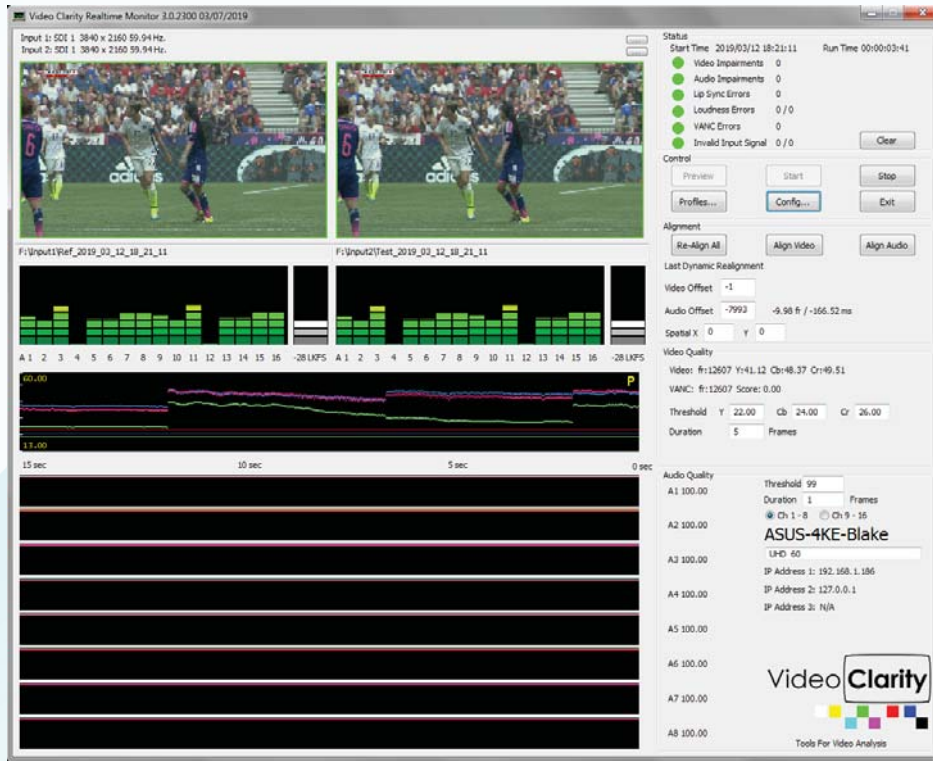 Video Clarity Realtime Monitor 3.0.2300 03/07/2019
Input 1: SDI 1 3840 x 2160 59.94 Hz.
Input 2: SDI 1 3840 x 2160 59.94 Hz.
adidas
adidas
F:\Input1\Ref_2019_03_12_18_21_11
F:\Input2\Test_2019_03_12_18_21_11
A 1 2 3 4 5 6 7 8 9 10 11 12 13 14 15 16 -28 LKFS
A 1 2 3 4 5 6 7 8 9 10 11 12 13 14 15 16 -28 LKFS
60.00 P
13.00
15 sec 10 sec 5 sec 0 sec
Status
Start Time 2019/03/12 18:21:11 Run Time 00:00:03:41
Video Impairments 0
Audio Impairments 0
Lip Sync Errors 0
Loudness Errors 0 / 0
VANC Errors 0
Invalid Input Signal 0 / 0 Clear
Control
Preview Start Stop
Profiles... Config... Exit
Alignment
Re-Align All Align Video Align Audio
Last Dynamic Realignment
Video Offset -1
Audio Offset -7993 -9.98 fr / -166.52 ms
Spatial X 0 Y 0
Video Quality
Video: fr:12607 Y:41.12 Cb:48.37 Cr:49.51
VANC: fr:12607 Score: 0.00
Threshold Y 22.00 Cb 24.00 Cr 26.00
Duration 5 Frames
Audio Quality
A1 100.00
A2 100.00
A3 100.00
A4 100.00
A5 100.00
A6 100.00
A7 100.00
A8 100.00
Threshold 99
Duration 1 Frames
Ch 1 - 8 Ch 9 - 16
ASUS-4KE-Blake
UHD 60
IP Address 1: 192.168.1.186
IP Address 2: 127.0.0.1
IP Address 3: N/A
Video Clarity
Tools For Video Analysis